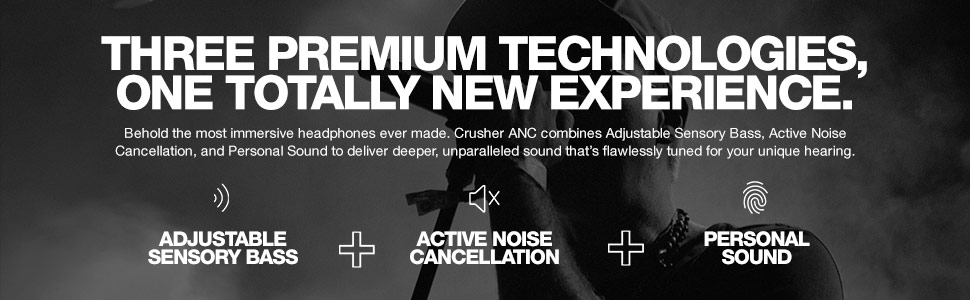 THREE PREMIUM TECHNOLOGIES,
ONE TOTALLY NEW EXPERIENCE.
Behold the most immersive headphones ever made. Crusher ANC combines Adjustable Sensory Bass, Active Noise
Cancellation, and Personal Sound to deliver deeper, unparalleled sound that's flawlessly tuned for your unique hearing.
ADJUSTABLE
SENSORY BASS
ACTIVE NOISE
CANCELLATION
PERSONAL
SOUND